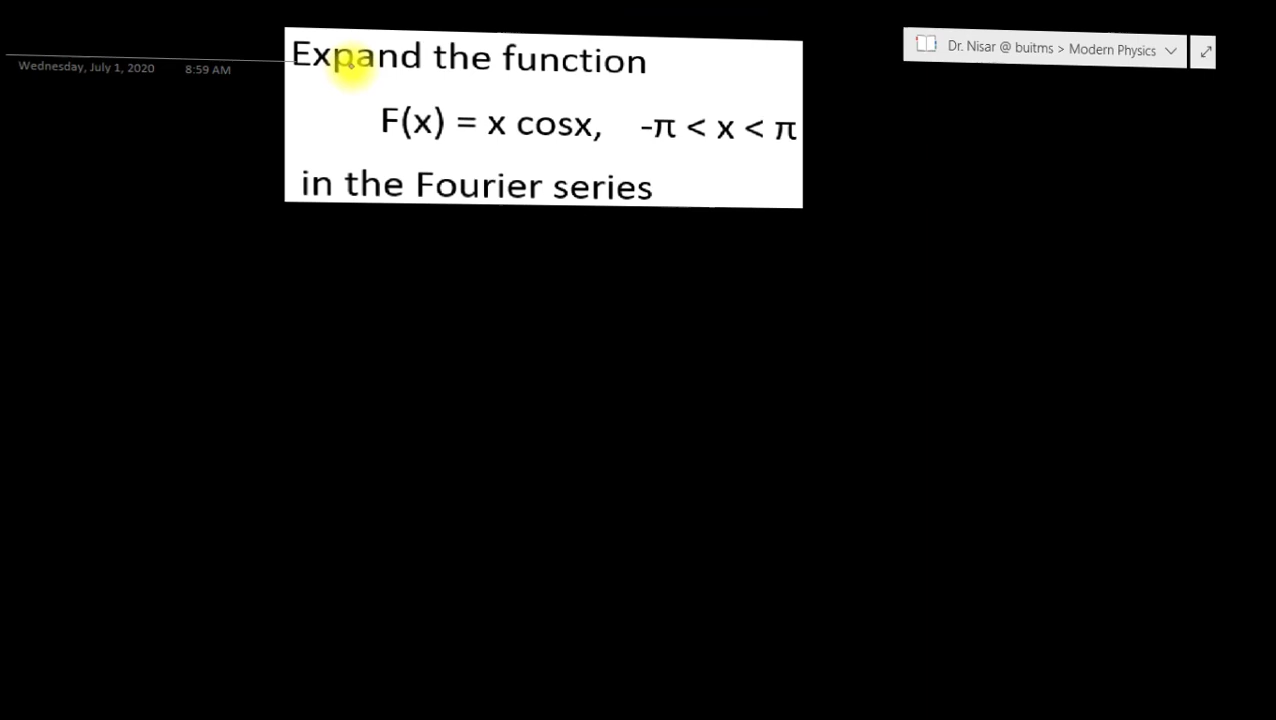 Expand the function
F(x) = x cosx, -π < x < π
in the Fourier series
Wednesday, July 1, 2020 8:59 AM
Dr. Nisar @ buitms > Modern Physics